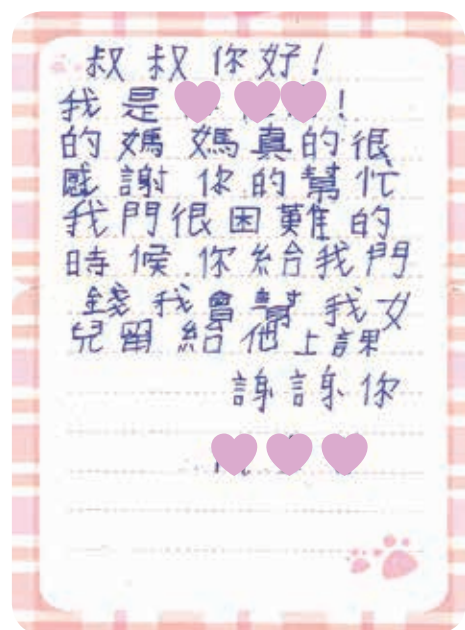 叔叔你好!
我是!
的媽媽真的很
感謝你的幫忙
我門很困難的
時候.你給我門
錢我會幫我女
兒留給他上課
謝謝你